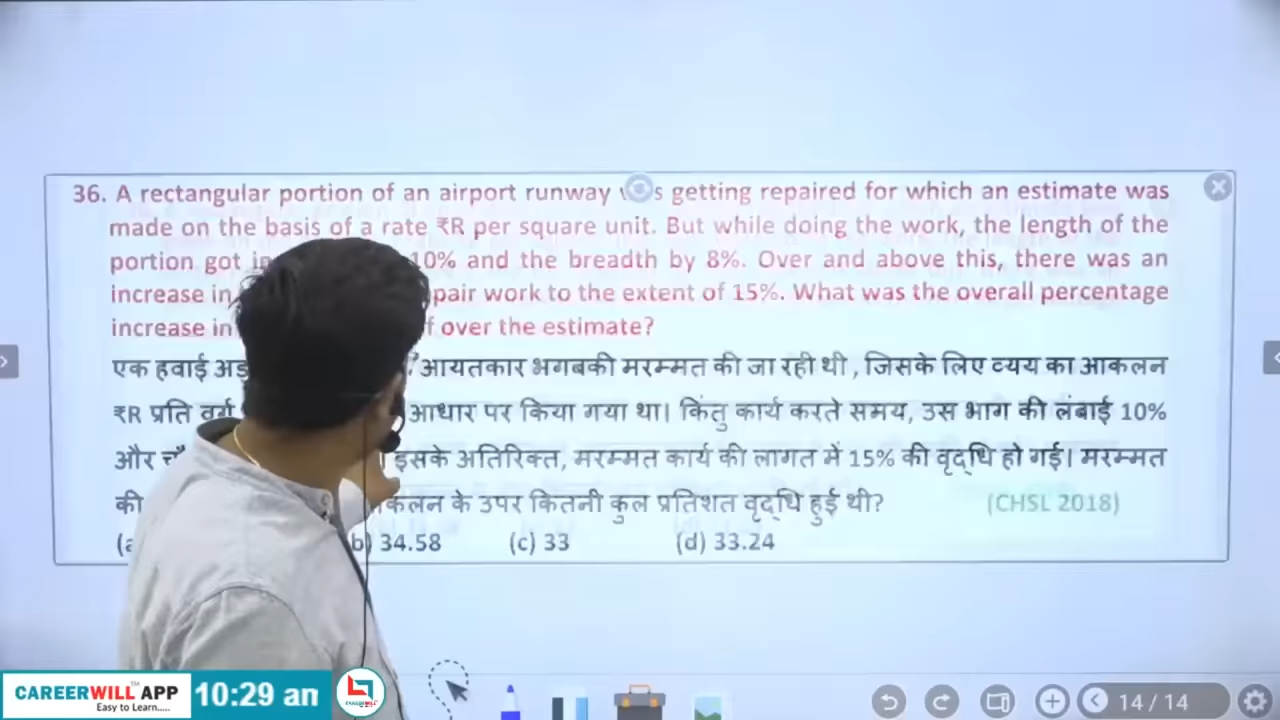 36. A rectangular portion of an airport runway s getting repaired for which an estimate was
made on the basis of a rate ₹R per square unit. But while doing the work, the length of the
portion got 10% and the breadth by 8%. Over and above this, there was an
increase in pair work to the extent of 15%. What was the overall percentage
increase in over the estimate?
एक हवाई आयतकार भगबकी मरम्मत की जा रही थी , जिसके लिए व्यय का आकलन
₹R प्रति वर्ग आधार पर किया गया था। किंतु कार्य करते समय, उस भाग की लंबाई 10%
और इसके अतिरिक्त, मरम्मत कार्य की लागत में 15% की वृद्धि हो गई। मरम्मत
की कलन के उपर कितनी कुल प्रतिशत वृद्धि हुई थी? (CHSL 2018)
b) 34.58 (c) 33 (d) 33.24
CAREERWILL™ APP
Easy to Learn.....
10:29 an
CAREERWILL
14 / 14